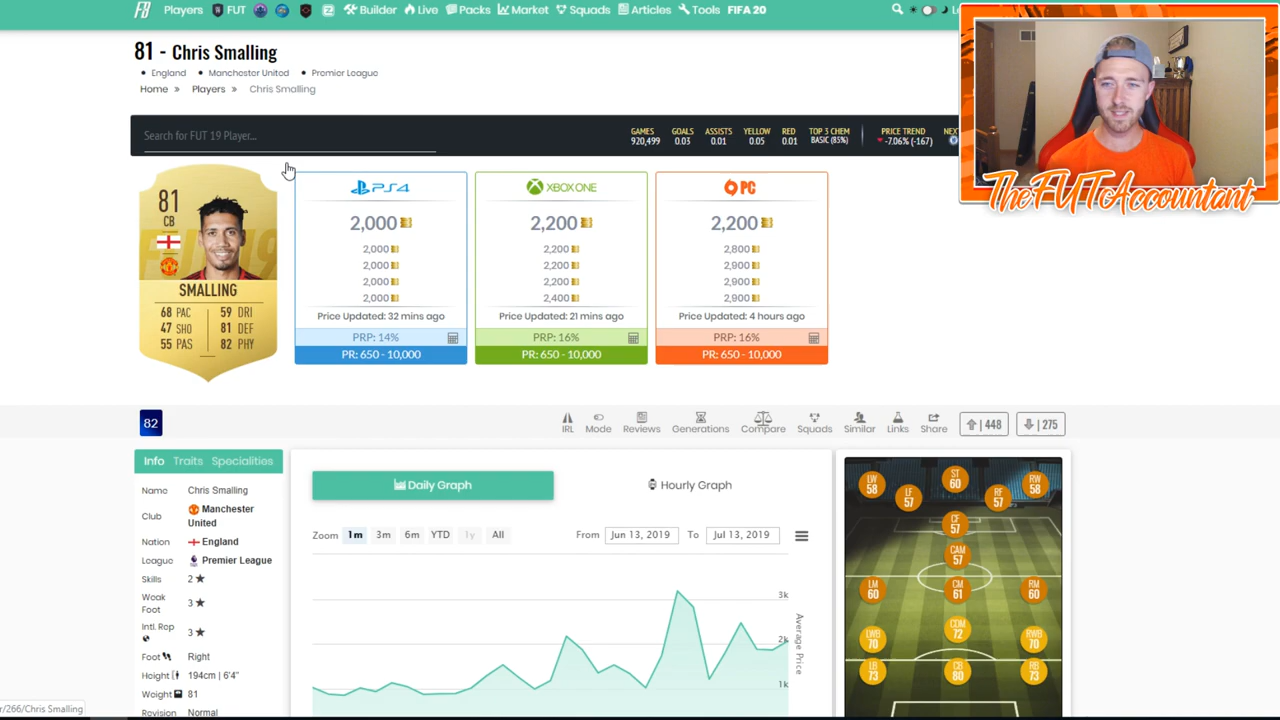 F8 Players FUT Builder Live Packs Market Squads Articles Tools FIFA 20
81 - Chris Smalling
• England • Manchester United • Premier League
Home » Players » Chris Smalling
Search for FUT 19 Player...
GAMES GOALS ASSISTS YELLOW RED TOP 3 CHEM PRICE TREND
920,499 0.03 0.01 0.05 0.01 BASIC (85%) -7.06% (-167)
TheFUTAccountant
81
CB
SMALLING
68 PAC 59 DRI
47 SHO 81 DEF
55 PAS 82 PHY
PS4
2,000
2,000
2,000
2,000
2,000
Price Updated: 32 mins ago
PRP: 14%
PR: 650 - 10,000
XBOX ONE
2,200
2,200
2,200
2,200
2,400
Price Updated: 21 mins ago
PRP: 16%
PR: 650 - 10,000
PC
2,200
2,800
2,900
2,900
2,900
Price Updated: 4 hours ago
PRP: 16%
PR: 650 - 10,000
82
IRL Mode Reviews Generations Compare Squads Similar Links Share | 448 | 275
Info Traits Specialities
Name Chris Smalling
Club Manchester
United
Nation England
League Premier League
Skills 2
Weak
Foot 3
Intl. Rep 3
Foot Right
Height 194cm | 6'4"
Weight 81
Revision Normal
Daily Graph Hourly Graph
Zoom 1m 3m 6m YTD 1y All From Jun 13, 2019 To Jul 13, 2019
3k
2k
1k
Average Price
ST
60
LW
58
RW
58
LF
57
RF
57
CF
57
CAM
57
LM
60
CM
61
RM
60
CDM
72
LWB
70
RWB
70
LB
73
CB
80
RB
73
r/266/Chris Smalling